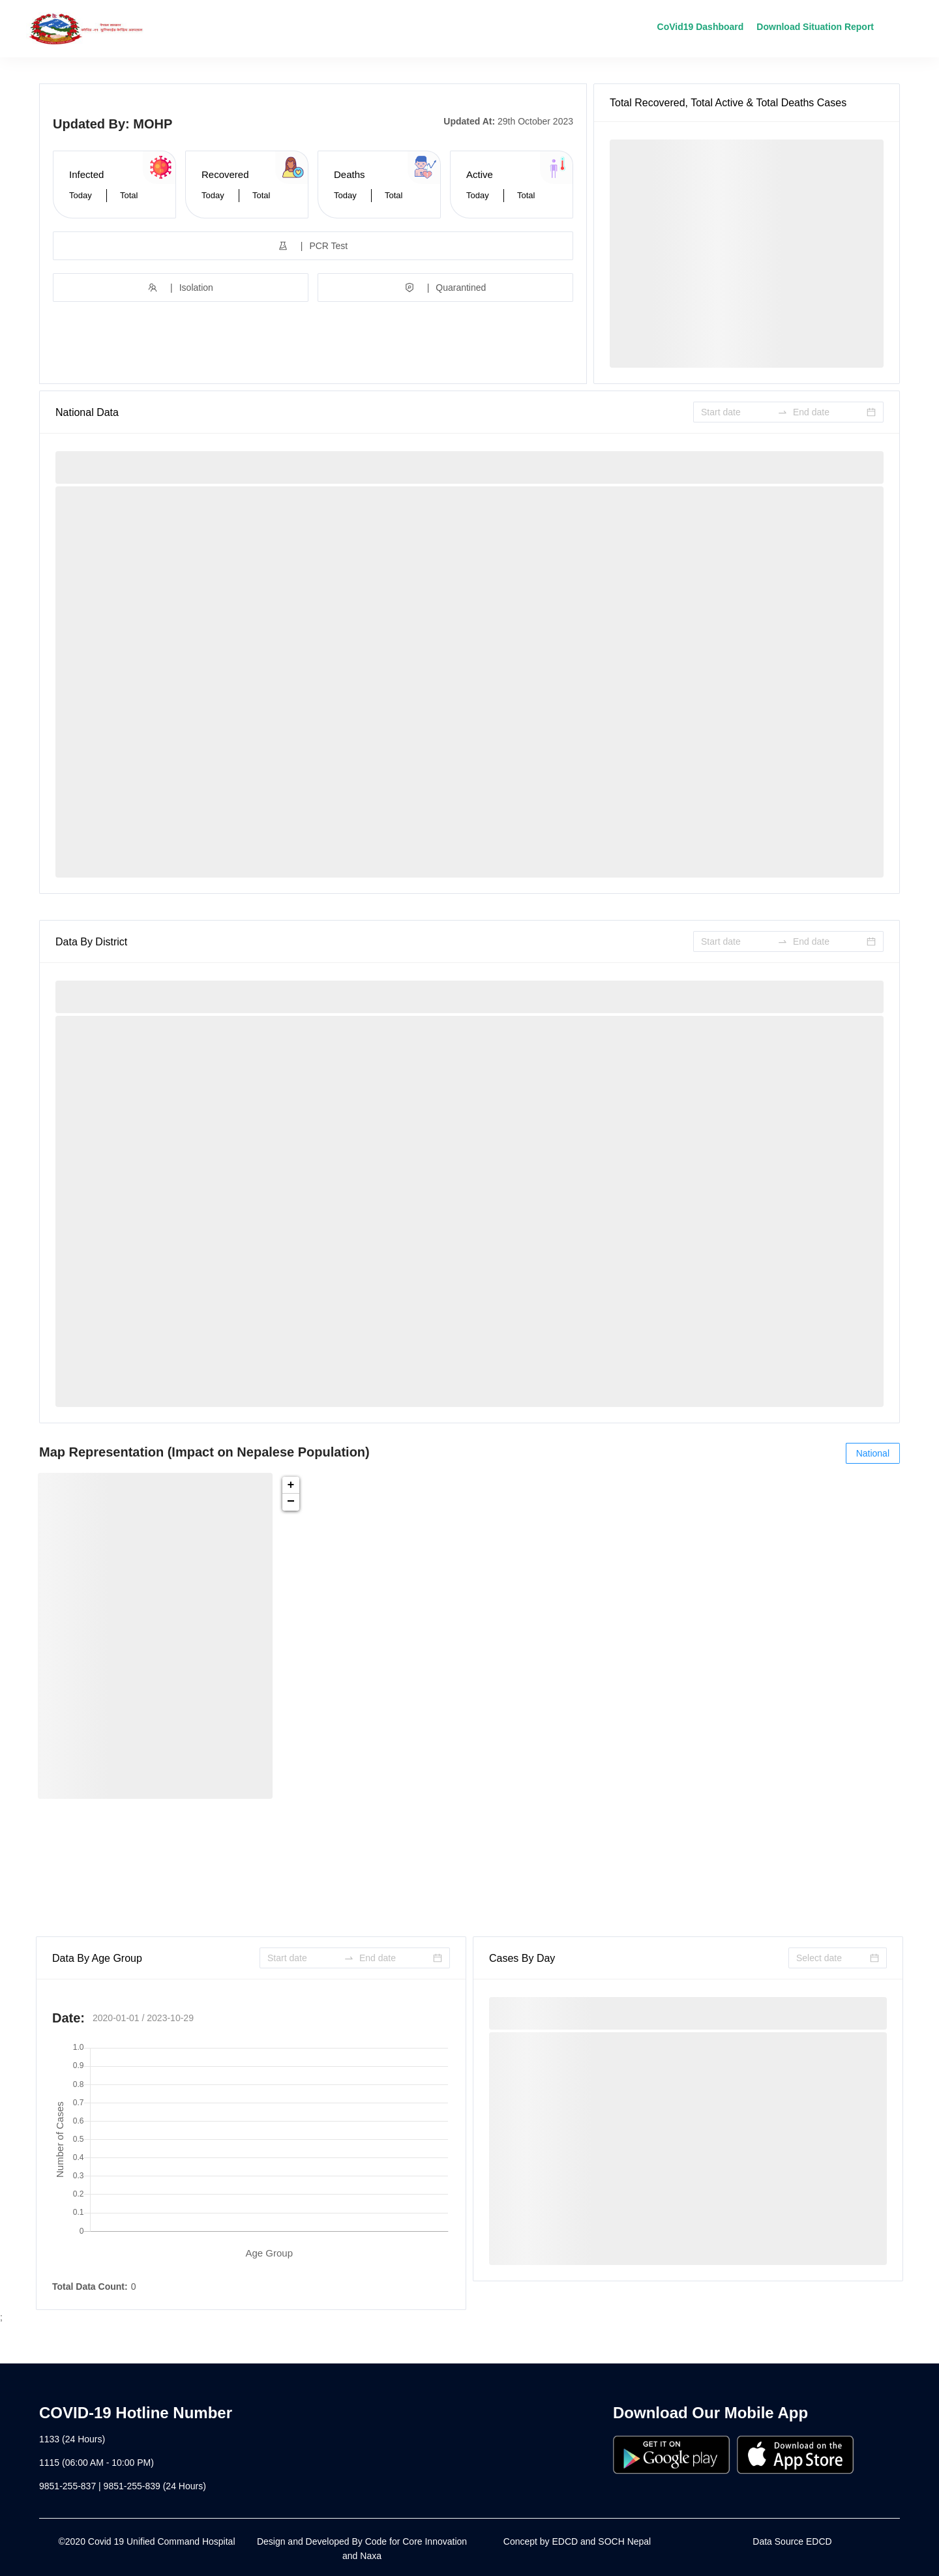 CoVid19 Dashboard
Download Situation Report
Updated By: MOHP
Updated At: 29th October 2023
Infected
Today
Total
Recovered
Today
Total
Deaths
Today
Total
Active
Today
Total
| PCR Test
| Isolation
| Quarantined
Total Recovered, Total Active & Total Deaths Cases
National Data
Start date
End date
Data By District
Start date
End date
Map Representation (Impact on Nepalese Population)
National
+
−
Data By Age Group
Start date
End date
Date: 2020-01-01 / 2023-10-29
1.0
0.9
0.8
0.7
0.6
0.5
0.4
0.3
0.2
0.1
0
Number of Cases
Age Group
Total Data Count: 0
Cases By Day
Select date
;
COVID-19 Hotline Number
1133 (24 Hours)
1115 (06:00 AM - 10:00 PM)
9851-255-837 | 9851-255-839 (24 Hours)
Download Our Mobile App
GET IT ON
Google play
Download on the
App Store
©2020 Covid 19 Unified Command Hospital
Design and Developed By Code for Core Innovation
and Naxa
Concept by EDCD and SOCH Nepal
Data Source EDCD